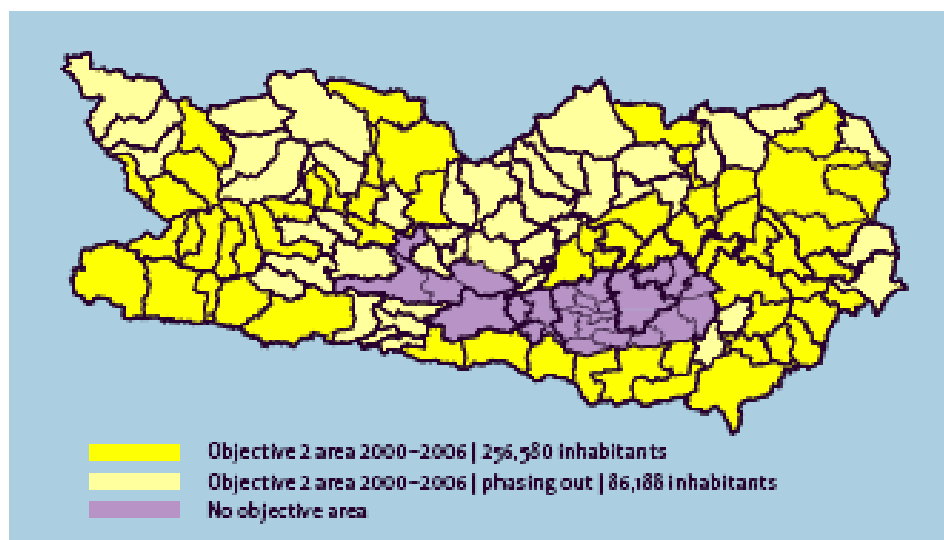 Objective 2 area 2000–2006 | 256,580 inhabitants
Objective 2 area 2000–2006 | phasing out | 86,188 inhabitants
No objective area